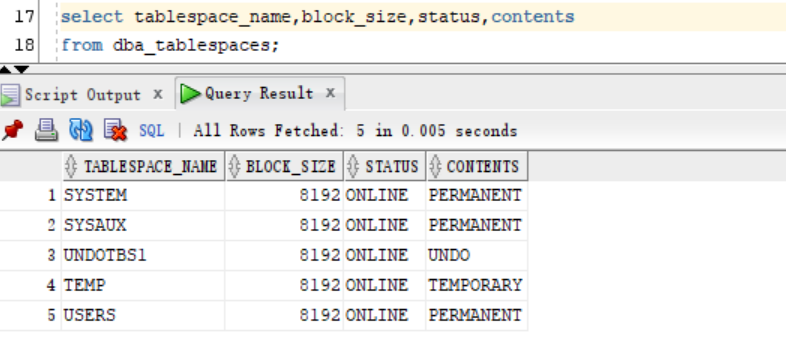 17 select tablespace_name,block_size,status,contents
18 from dba_tablespaces;
Script Output x Query Result x
SQL | All Rows Fetched: 5 in 0.005 seconds
TABLESPACE_NAME BLOCK_SIZE STATUS CONTENTS
1 SYSTEM 8192 ONLINE PERMANENT
2 SYSAUX 8192 ONLINE PERMANENT
3 UNDOTBS1 8192 ONLINE UNDO
4 TEMP 8192 ONLINE TEMPORARY
5 USERS 8192 ONLINE PERMANENT